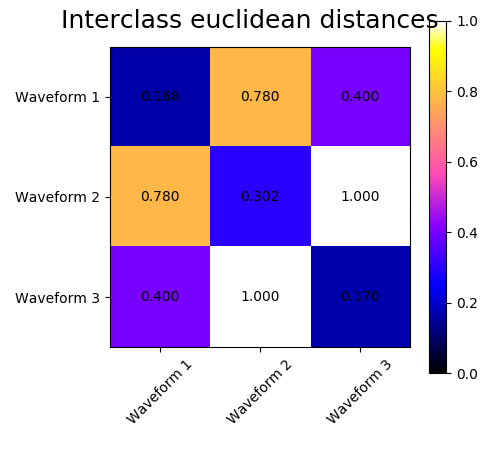 Interclass euclidean distances
Waveform 1
0.168
0.780
0.400
Waveform 2
0.780
0.302
1.000
Waveform 3
0.400
1.000
0.170
Waveform 1
Waveform 2
Waveform 3
1.0
0.8
0.6
0.4
0.2
0.0